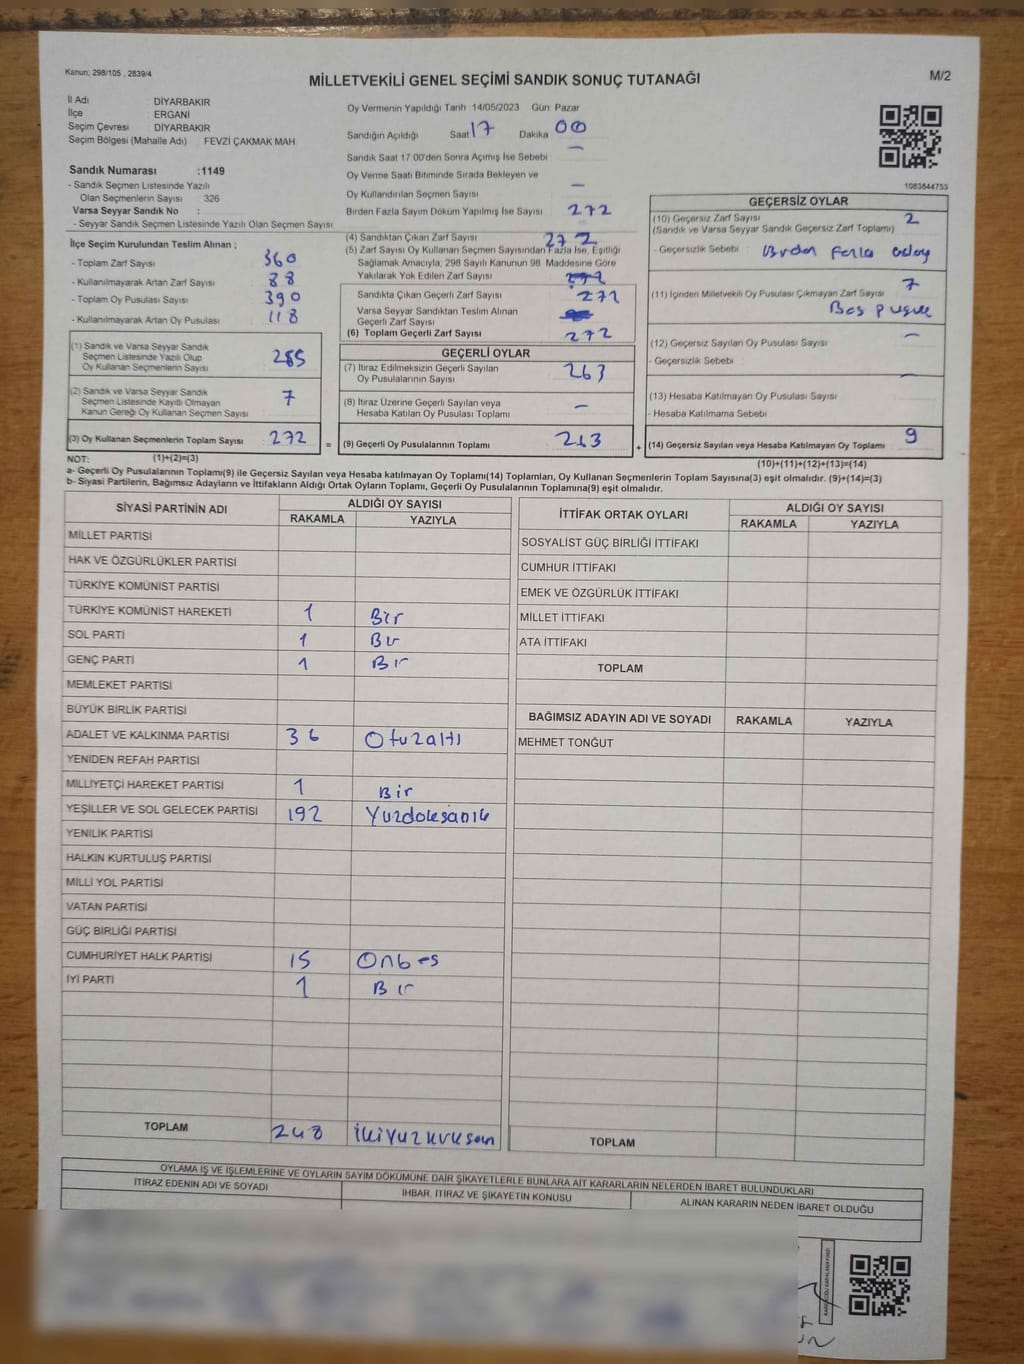 Kanun; 298/105 , 2839/4
MİLLETVEKİLİ GENEL SEÇİMİ SANDIK SONUÇ TUTANAĞI
M/2
İl Adı : DİYARBAKIR
İlçe : ERGANİ
Seçim Çevresi : DİYARBAKIR
Seçim Bölgesi (Mahalle Adı) FEVZİ ÇAKMAK MAH
Sandık Numarası :1149
- Sandık Seçmen Listesinde Yazılı
Olan Seçmenlerin Sayısı : 326
Varsa Seyyar Sandık No :
- Seyyar Sandık Seçmen Listesinde Yazılı Olan Seçmen Sayısı
İlçe Seçim Kurulundan Teslim Alınan ;
- Toplam Zarf Sayısı 360
- Kullanılmayarak Artan Zarf Sayısı 88
- Toplam Oy Pusulası Sayısı 390
- Kullanılmayarak Artan Oy Pusulası 118
(1) Sandık ve Varsa Seyyar Sandık
Seçmen Listesinde Yazılı Olup
Oy Kullanan Seçmenlerin Sayısı 265
(2) Sandık ve Varsa Seyyar Sandık
Seçmen Listesinde Kayıtlı Olmayan
Kanun Gereği Oy Kullanan Seçmen Sayısı 7
(3) Oy Kullanan Seçmenlerin Toplam Sayısı 272 =
Oy Vermenin Yapıldığı Tarih 14/05/2023 Gün Pazar
Sandığın Açıldığı Saat 17 Dakika 00
Sandık Saat 17.00'den Sonra Açılmış İse Sebebi —
Oy Verme Saati Bitiminde Sırada Bekleyen ve
Oy Kullandırılan Seçmen Sayısı —
Birden Fazla Sayım Döküm Yapılmış İse Sayısı 272
(4) Sandıktan Çıkan Zarf Sayısı 272
(5) Zarf Sayısı Oy Kullanan Seçmen Sayısından Fazla İse, Eşitliği
Sağlamak Amacıyla, 298 Sayılı Kanunun 98. Maddesine Göre
Yakılarak Yok Edilen Zarf Sayısı
Sandıkta Çıkan Geçerli Zarf Sayısı 272
Varsa Seyyar Sandıktan Teslim Alınan
Geçerli Zarf Sayısı
(6) Toplam Geçerli Zarf Sayısı 272
GEÇERLİ OYLAR
(7) İtiraz Edilmeksizin Geçerli Sayılan
Oy Pusulalarının Sayısı 263
(8) İtiraz Üzerine Geçerli Sayılan veya
Hesaba Katılan Oy Pusulası Toplamı —
(9) Geçerli Oy Pusulalarının Toplamı 263 +
1083844753
GEÇERSİZ OYLAR
(10) Geçersiz Zarf Sayısı 2
(Sandık ve Varsa Seyyar Sandık Geçersiz Zarf Toplamı)
- Geçersizlik Sebebi Birden Fazla aday
(11) İçinden Milletvekili Oy Pusulası Çıkmayan Zarf Sayısı 7
Boş pusula
(12) Geçersiz Sayılan Oy Pusulası Sayısı —
- Geçersizlik Sebebi
(13) Hesaba Katılmayan Oy Pusulası Sayısı —
- Hesaba Katılmama Sebebi
(14) Geçersiz Sayılan veya Hesaba Katılmayan Oy Toplamı 9
NOT: (1)+(2)=(3)
(10)+(11)+(12)+(13)=(14)
a- Geçerli Oy Pusulalarının Toplamı(9) ile Geçersiz Sayılan veya Hesaba katılmayan Oy Toplamı(14) Toplamları, Oy Kullanan Seçmenlerin Toplam Sayısına(3) eşit olmalıdır. (9)+(14)=(3)
b- Siyasi Partilerin, Bağımsız Adayların ve İttifakların Aldığı Ortak Oyların Toplamı, Geçerli Oy Pusulalarının Toplamına(9) eşit olmalıdır.
SİYASİ PARTİNİN ADI
ALDIĞI OY SAYISI
RAKAMLA YAZIYLA
MİLLET PARTİSİ
HAK VE ÖZGÜRLÜKLER PARTİSİ
TÜRKİYE KOMÜNİST PARTİSİ
TÜRKİYE KOMÜNİST HAREKETİ 1 Bir
SOL PARTİ 1 Bir
GENÇ PARTİ 1 Bir
MEMLEKET PARTİSİ
BÜYÜK BİRLİK PARTİSİ
ADALET VE KALKINMA PARTİSİ 36 Otuzaltı
YENİDEN REFAH PARTİSİ
MİLLİYETÇİ HAREKET PARTİSİ 1 Bir
YEŞİLLER VE SOL GELECEK PARTİSİ 192 Yuzdoksaniki
YENİLİK PARTİSİ
HALKIN KURTULUŞ PARTİSİ
MİLLİ YOL PARTİSİ
VATAN PARTİSİ
GÜÇ BİRLİĞİ PARTİSİ
CUMHURİYET HALK PARTİSİ 15 Onbes
İYİ PARTİ 1 Bir
TOPLAM 248
İTTİFAK ORTAK OYLARI
ALDIĞI OY SAYISI
RAKAMLA YAZIYLA
SOSYALİST GÜÇ BİRLİĞİ İTTİFAKI
CUMHUR İTTİFAKI
EMEK VE ÖZGÜRLÜK İTTİFAKI
MİLLET İTTİFAKI
ATA İTTİFAKI
TOPLAM
BAĞIMSIZ ADAYIN ADI VE SOYADI RAKAMLA YAZIYLA
MEHMET TONĞUT
TOPLAM
OYLAMA İŞ VE İŞLEMLERİNE VE OYLARIN SAYIM DÖKÜMÜNE DAİR ŞİKAYETLERLE BUNLARA AİT KARARLARIN NELERDEN İBARET BULUNDUKLARI
İTİRAZ EDENİN ADI VE SOYADI
İHBAR, İTİRAZ VE ŞİKAYETİN KONUSU
ALINAN KARARIN NEDEN İBARET OLDUĞU